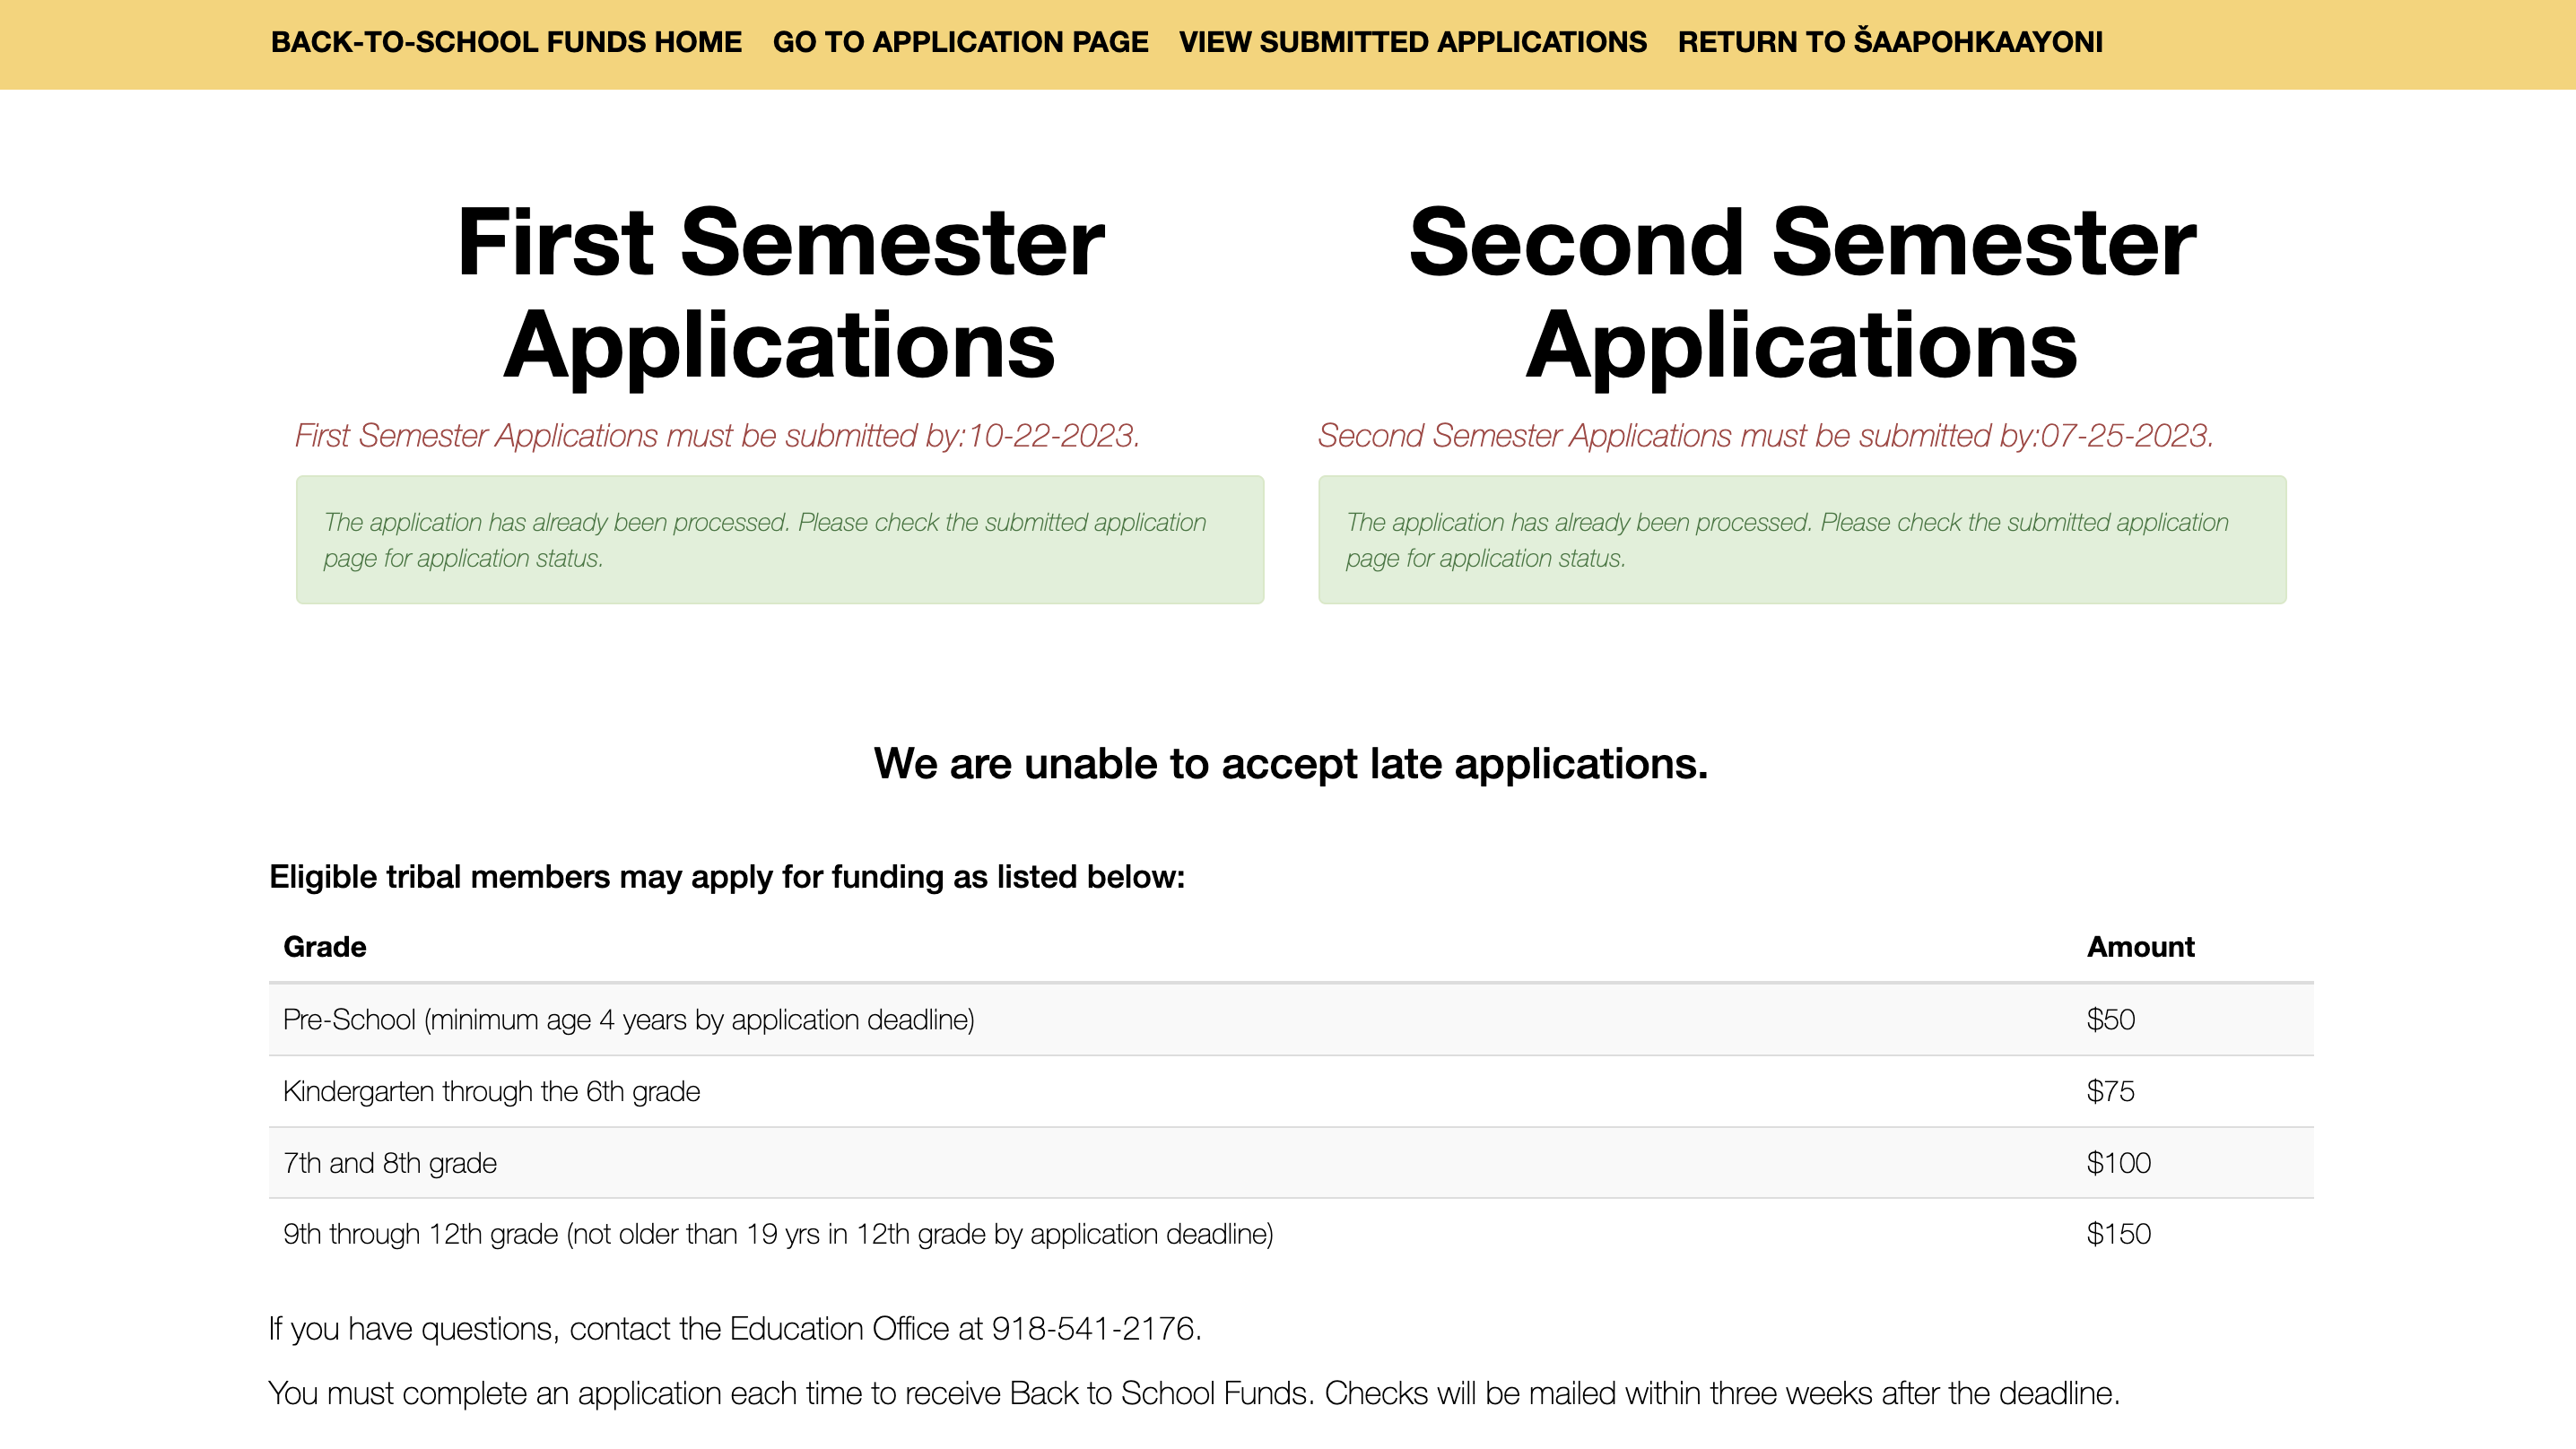 BACK-TO-SCHOOL FUNDS HOME GO TO APPLICATION PAGE VIEW SUBMITTED APPLICATIONS RETURN TO ŠAAPOHKAAYONI
First Semester
Applications
First Semester Applications must be submitted by:10-22-2023.
The application has already been processed. Please check the submitted application
page for application status.
Second Semester
Applications
Second Semester Applications must be submitted by:07-25-2023.
The application has already been processed. Please check the submitted application
page for application status.
We are unable to accept late applications.
Eligible tribal members may apply for funding as listed below:
Grade Amount
Pre-School (minimum age 4 years by application deadline) $50
Kindergarten through the 6th grade $75
7th and 8th grade $100
9th through 12th grade (not older than 19 yrs in 12th grade by application deadline) $150
If you have questions, contact the Education Office at 918-541-2176.
You must complete an application each time to receive Back to School Funds. Checks will be mailed within three weeks after the deadline.